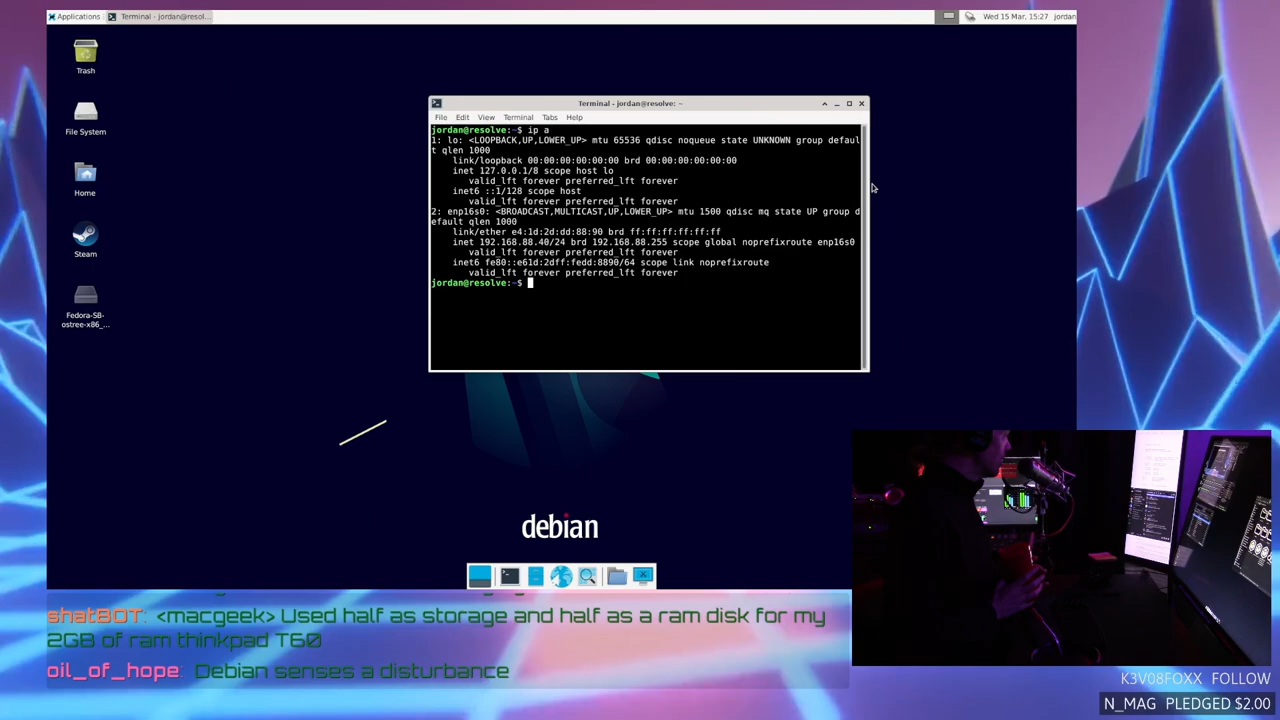 Applications
Terminal - jordan@resol...
Wed 15 Mar, 15:27
jordan
Trash
File System
Home
Steam
Fedora-SB-
ostree-x86_...
Terminal - jordan@resolve: ~
File Edit View Terminal Tabs Help
jordan@resolve:~$ ip a
1: lo: <LOOPBACK,UP,LOWER_UP> mtu 65536 qdisc noqueue state UNKNOWN group defaul
t qlen 1000
link/loopback 00:00:00:00:00:00 brd 00:00:00:00:00:00
inet 127.0.0.1/8 scope host lo
valid_lft forever preferred_lft forever
inet6 ::1/128 scope host
valid_lft forever preferred_lft forever
2: enp16s0: <BROADCAST,MULTICAST,UP,LOWER_UP> mtu 1500 qdisc mq state UP group d
efault qlen 1000
link/ether e4:1d:2d:dd:88:90 brd ff:ff:ff:ff:ff:ff
inet 192.168.88.40/24 brd 192.168.88.255 scope global noprefixroute enp16s0
valid_lft forever preferred_lft forever
inet6 fe80::e61d:2dff:fedd:8890/64 scope link noprefixroute
valid_lft forever preferred_lft forever
jordan@resolve:~$
debian
shatBOT: <macgeek> Used half as storage and half as a ram disk for my
2GB of ram thinkpad T60
oil_of_hope: Debian senses a disturbance
K3V08FOXX FOLLOW
N_MAG PLEDGED $2.00